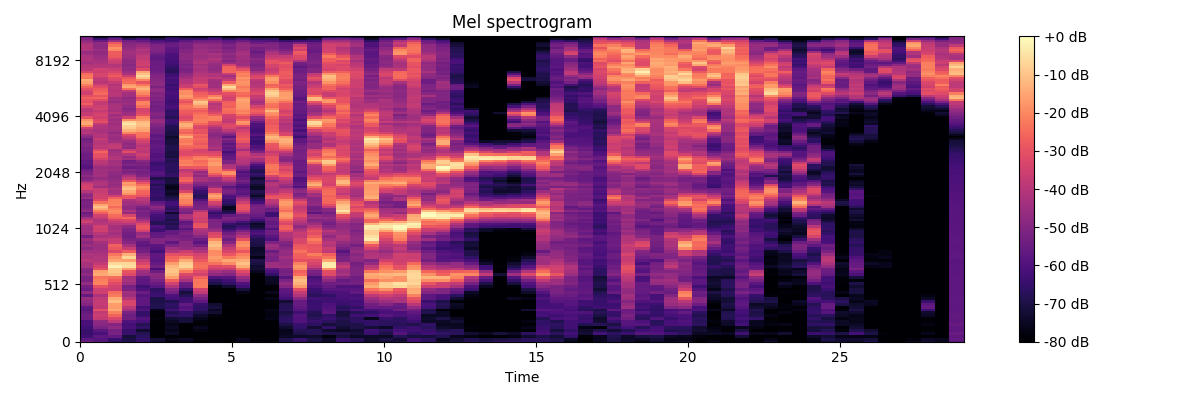 Mel spectrogram
Hz
8192
4096
2048
1024
512
0
0 5 10 15 20 25
Time
+0 dB
-10 dB
-20 dB
-30 dB
-40 dB
-50 dB
-60 dB
-70 dB
-80 dB